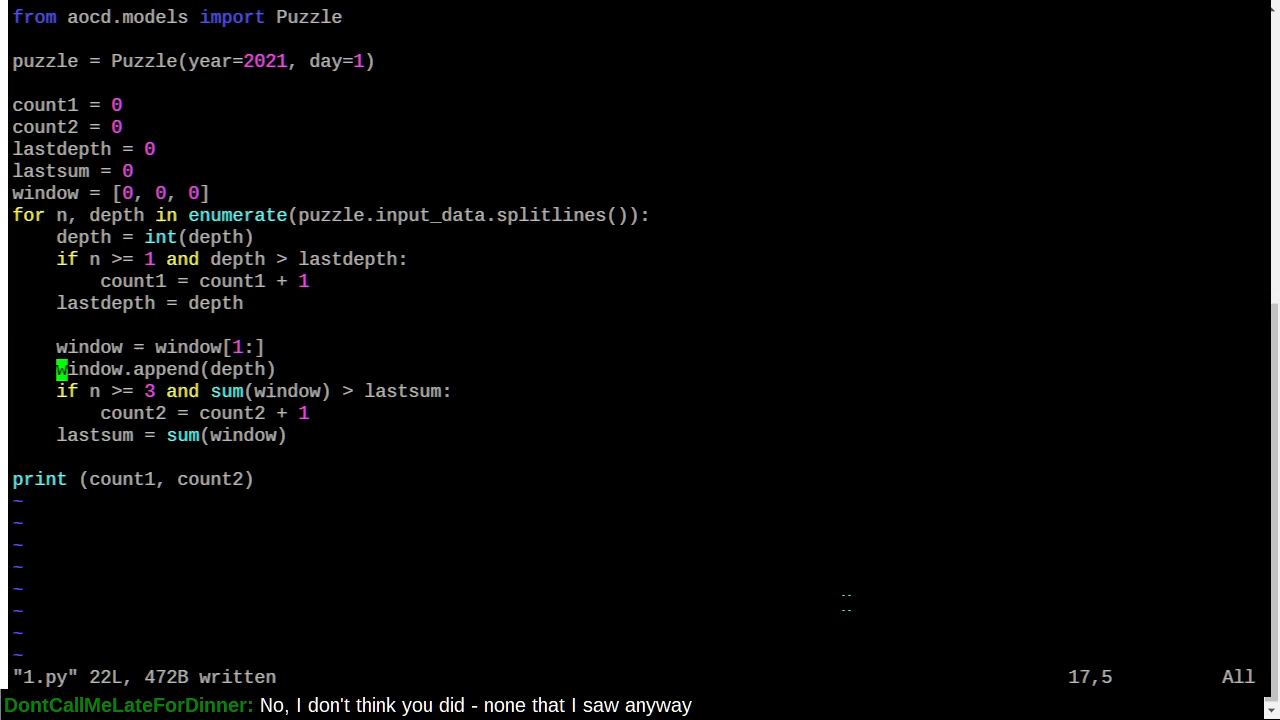 from aocd.models import Puzzle
puzzle = Puzzle(year=2021, day=1)
count1 = 0
count2 = 0
lastdepth = 0
lastsum = 0
window = [0, 0, 0]
for n, depth in enumerate(puzzle.input_data.splitlines()):
    depth = int(depth)
    if n >= 1 and depth > lastdepth:
        count1 = count1 + 1
    lastdepth = depth
    window = window[1:]
    window.append(depth)
    if n >= 3 and sum(window) > lastsum:
        count2 = count2 + 1
    lastsum = sum(window)
print (count1, count2)
~
~
~
~
~
~
~
~
"1.py" 22L, 472B written 17,5 All
DontCallMeLateForDinner: No, I don't think you did - none that I saw anyway